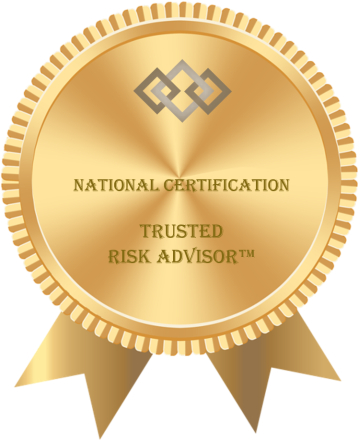 NATIONAL CERTIFICATION
TRUSTED
RISK ADVISOR™